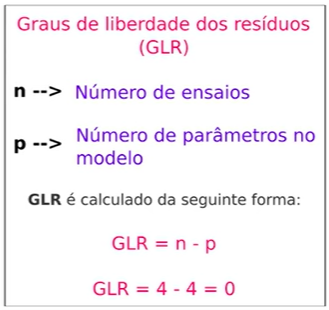 Graus de liberdade dos resíduos
(GLR)
n --> Número de ensaios
p --> Número de parâmetros no
modelo
GLR é calculado da seguinte forma:
GLR = n - p
GLR = 4 - 4 = 0